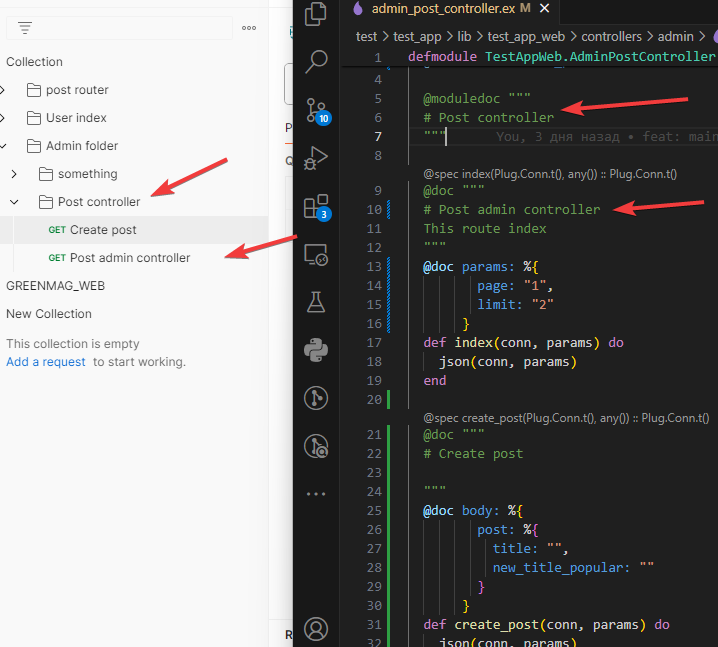 Collection
post router
User index
Admin folder
something
Post controller
GET Create post
GET Post admin controller
GREENMAG_WEB
New Collection
This collection is empty
Add a request to start working.
10
3
admin_post_controller.ex M
test > test_app > lib > test_app_web > controllers > admin >
1 defmodule TestAppWeb.AdminPostController
4
5 @moduledoc """
6 # Post controller
7 """ You, 3 дня назад • feat: main
8
@spec index(Plug.Conn.t(), any()) :: Plug.Conn.t()
9 @doc """
10 # Post admin controller
11 This route index
12 """
13 @doc params: %{
14 page: "1",
15 limit: "2"
16 }
17 def index(conn, params) do
18 json(conn, params)
19 end
20
@spec create_post(Plug.Conn.t(), any()) :: Plug.Conn.t()
21 @doc """
22 # Create post
23
24 """
25 @doc body: %{
26 post: %{
27 title: "",
28 new_title_popular: ""
29 }
30 }
31 def create_post(conn, params) do
32 json(conn, params)